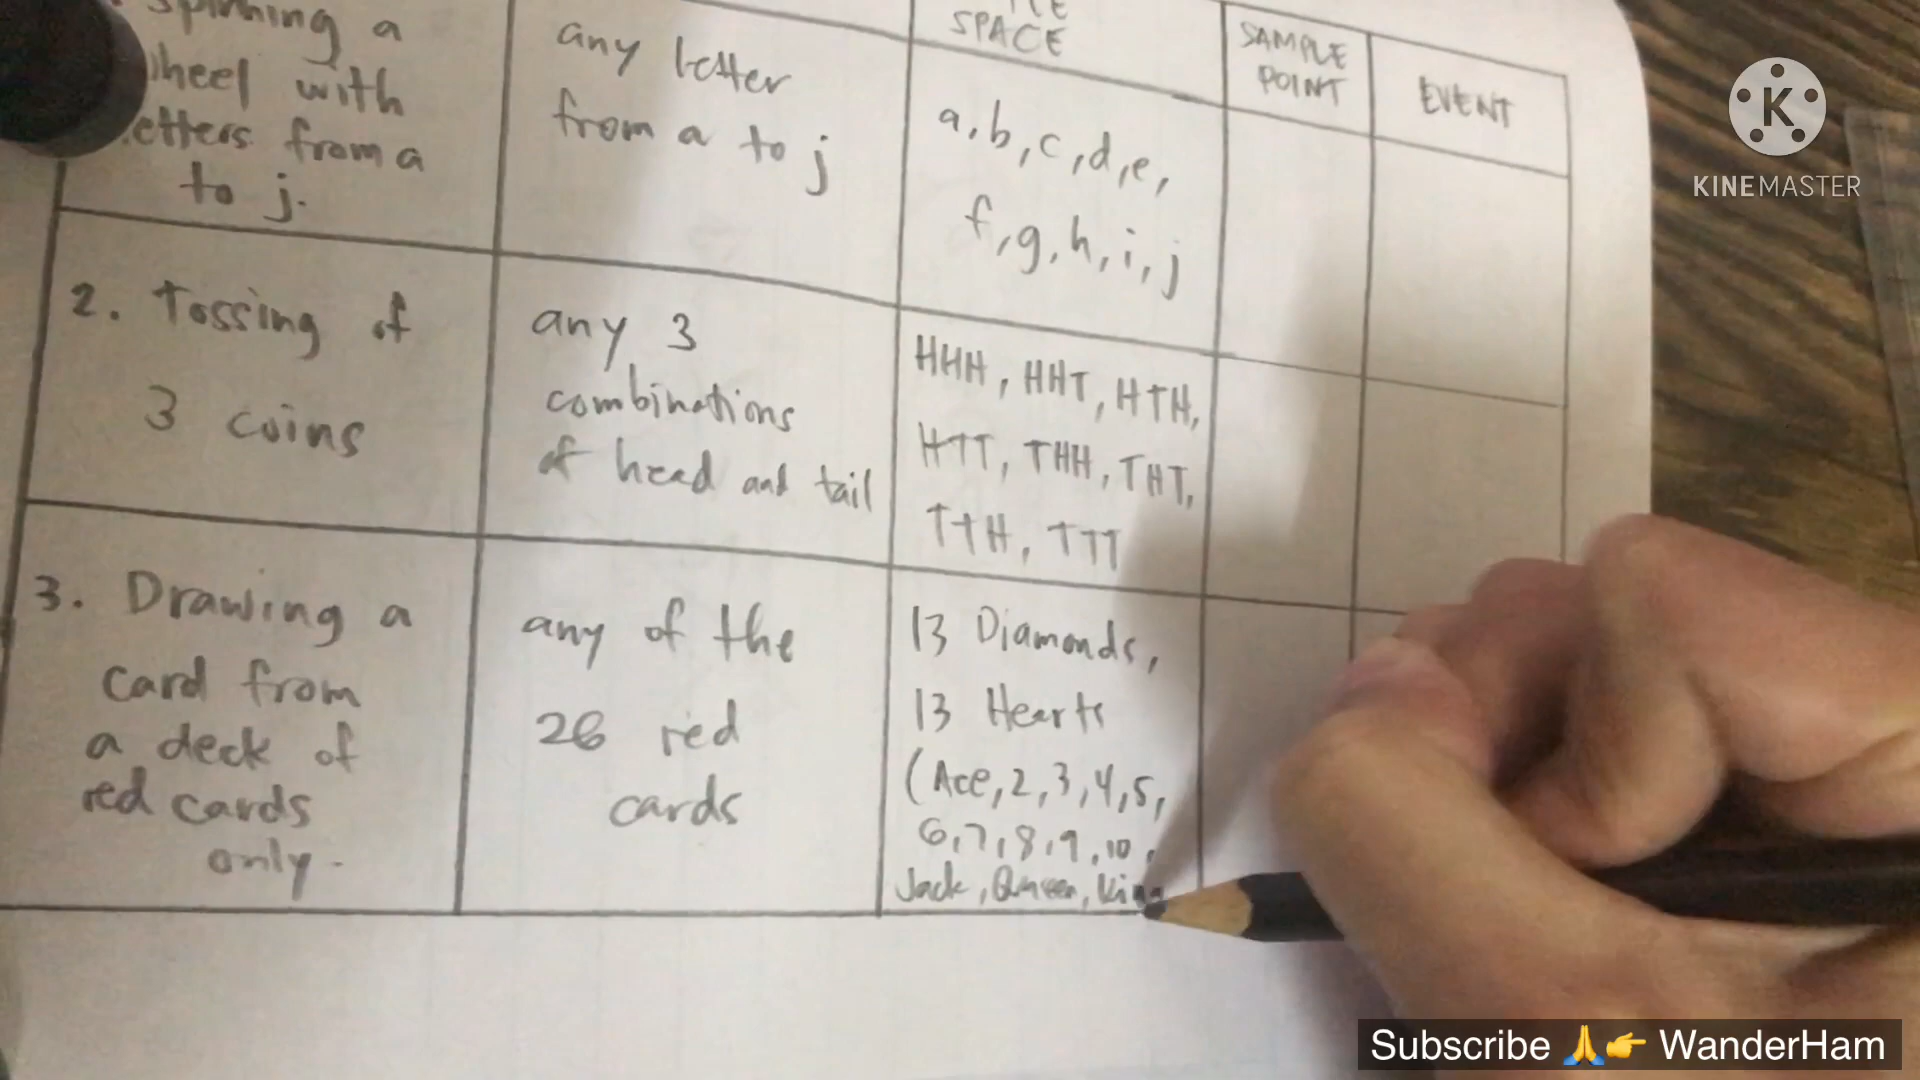 spinning a
wheel with
letters from a
to j.
any letter
from a to j
SPACE
a, b, c, d, e,
f, g, h, i, j
SAMPLE
POINT
EVENT
2. Tossing of
3 coins
any 3
combinations
of head and tail
HHH, HHT, HTH,
HTT, THH, THT,
TTH, TTT
3. Drawing a
card from
a deck of
red cards
only.
any of the
26 red
cards
13 Diamonds,
13 Hearts
(Ace, 2, 3, 4, 5,
6, 7, 8, 9, 10,
Jack, Queen, King
KINEMASTER
Subscribe 🙏👉 WanderHam